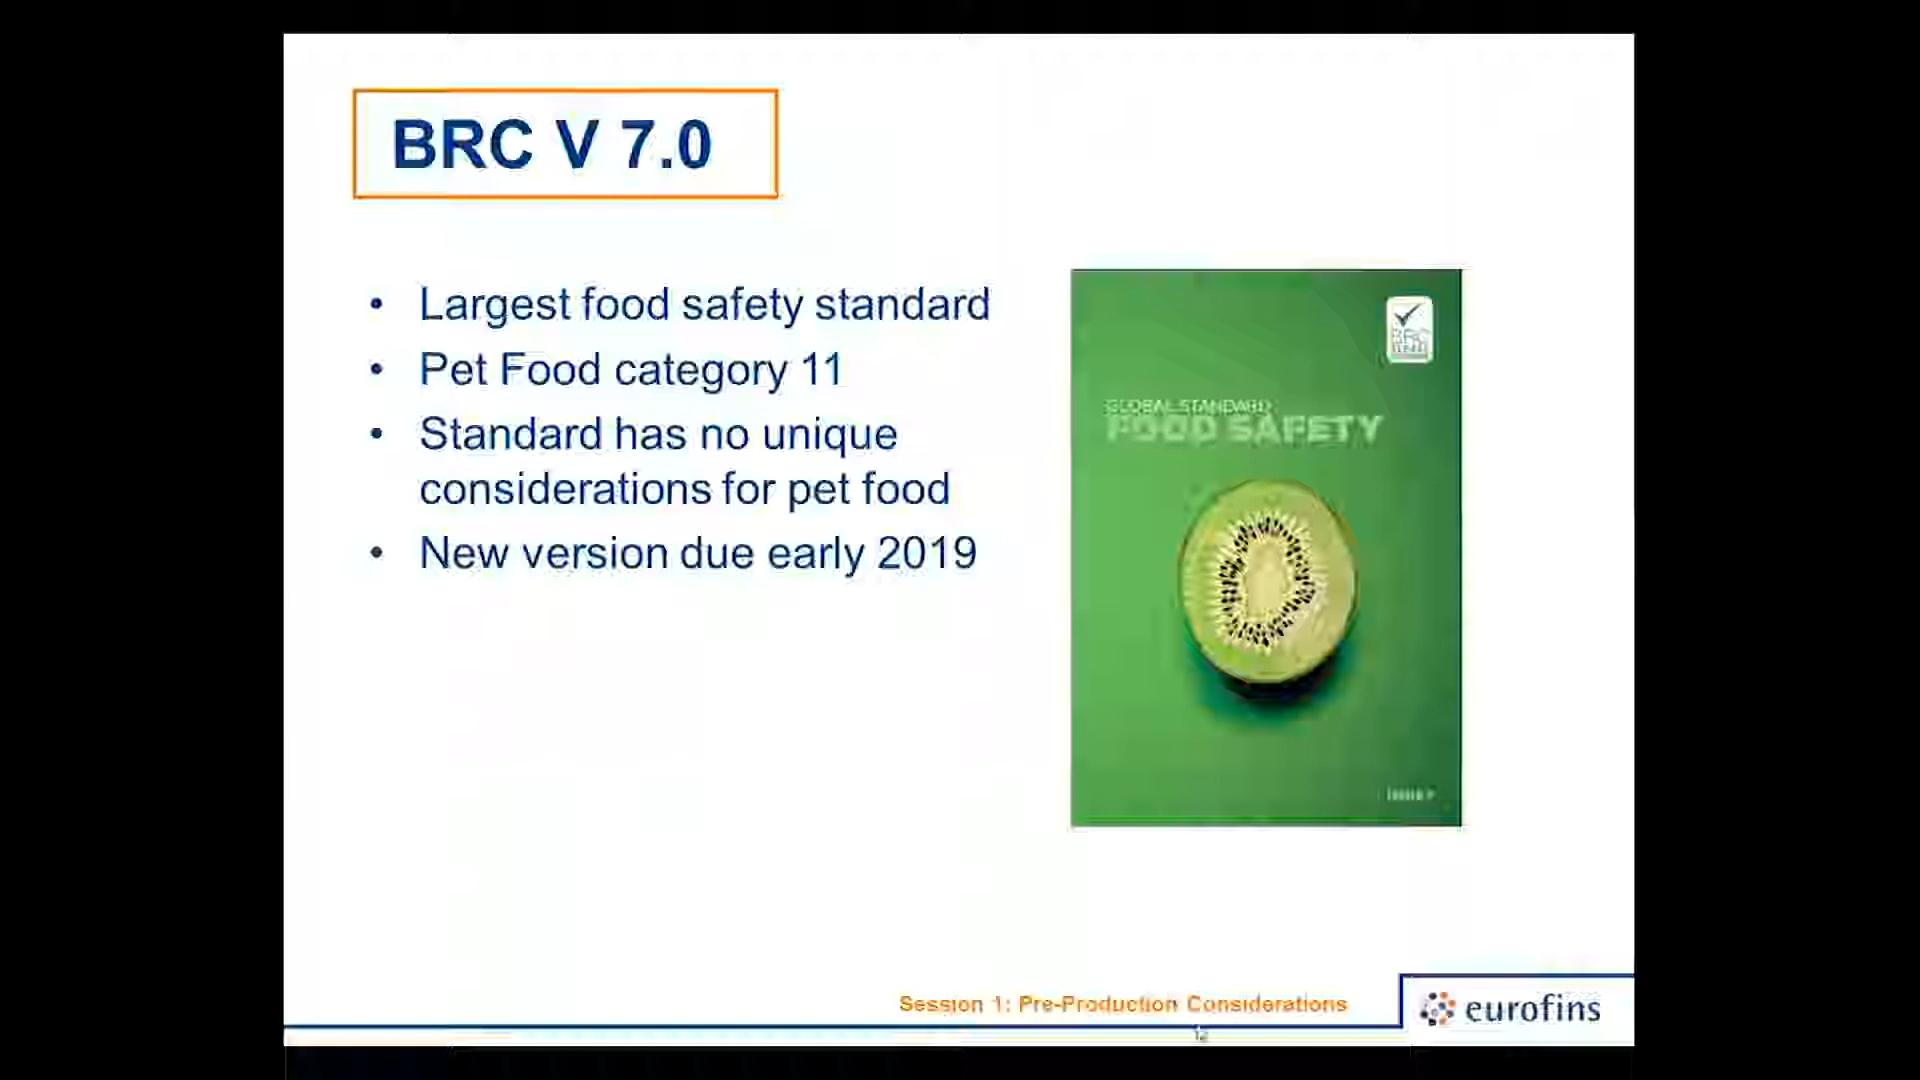 BRC V 7.0
• Largest food safety standard
• Pet Food category 11
• Standard has no unique
considerations for pet food
• New version due early 2019
GLOBAL STANDARD
FOOD SAFETY
Session 1: Pre-Production Considerations
eurofins